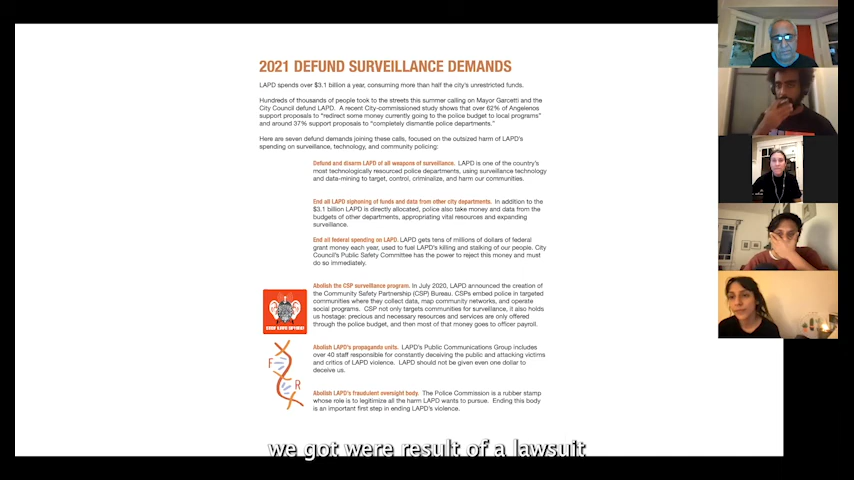 2021 DEFUND SURVEILLANCE DEMANDS
LAPD spends over $3.1 billion a year, consuming more than half the city's unrestricted funds.
Hundreds of thousands of people took to the streets this summer calling on Mayor Garcetti and the
City Council defund LAPD. A recent City-commissioned study shows that over 62% of Angelenos
support proposals to "redirect some money currently going to the police budget to local programs"
and around 37% support proposals to "completely dismantle police departments."
Here are seven defund demands joining these calls, focused on the outsized harm of LAPD's
spending on surveillance, technology, and community policing:
Defund and disarm LAPD of all weapons of surveillance. LAPD is one of the country's
most technologically resourced police departments, using surveillance technology
and data-mining to target, control, criminalize, and harm our communities.
End all LAPD siphoning of funds and data from other city departments. In addition to the
$3.1 billion LAPD is directly allocated, police also take money and data from the
budgets of other departments, appropriating vital resources and expanding
surveillance.
End all federal spending on LAPD. LAPD gets tens of millions of dollars of federal
grant money each year, used to fuel LAPD's killing and stalking of our people. City
Council's Public Safety Committee has the power to reject this money and must
do so immediately.
Abolish the CSP surveillance program. In July 2020, LAPD announced the creation of
the Community Safety Partnership (CSP) Bureau. CSPs embed police in targeted
communities where they collect data, map community networks, and operate
social programs. CSP not only targets communities for surveillance, it also holds
us hostage: precious and necessary resources and services are only offered
through the police budget, and then most of that money goes to officer payroll.
STOP LAPD SPYING
Abolish LAPD's propaganda units. LAPD's Public Communications Group includes
over 40 staff responsible for constantly deceiving the public and attacking victims
and critics of LAPD violence. LAPD should not be given even one dollar to
deceive us.
F
R
Abolish LAPD's fraudulent oversight body. The Police Commission is a rubber stamp
whose role is to legitimize all the harm LAPD wants to pursue. Ending this body
is an important first step in ending LAPD's violence.
we got were result of a lawsuit